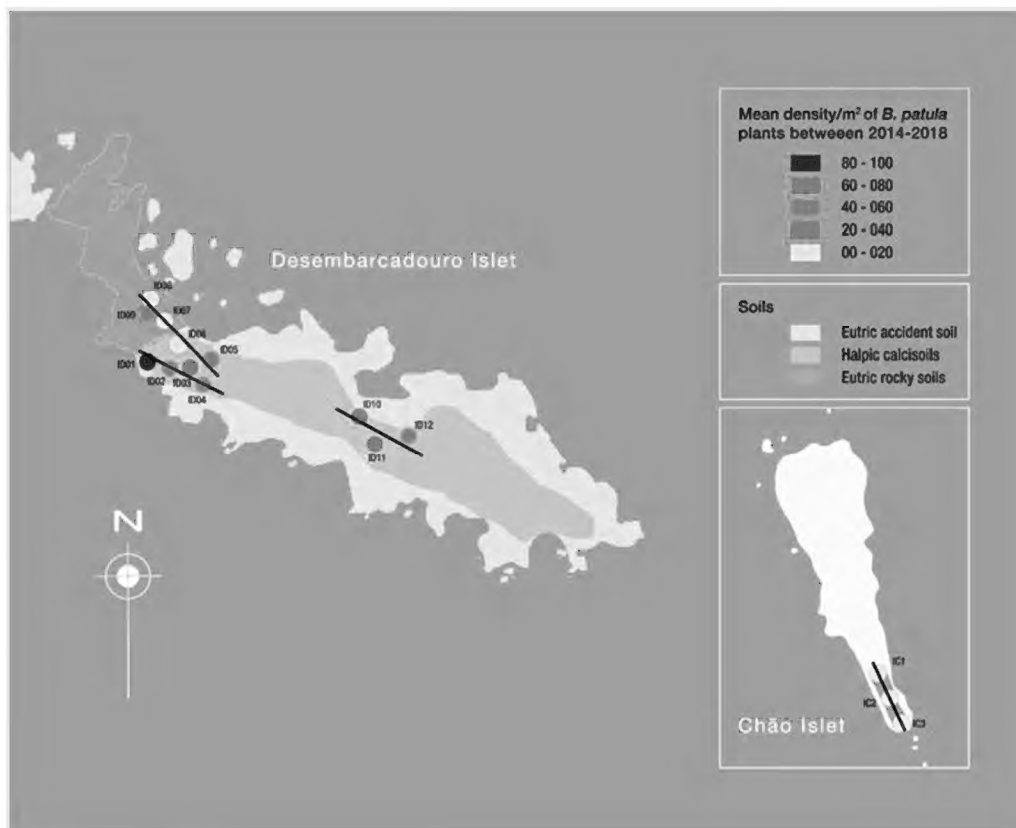 Mean density/m² of B. patula
plants betweeen 2014-2018
80 - 100
60 - 080
40 - 060
20 - 040
00 - 020
Desembarcadouro Islet
Soils
Eutric accident soil
Halpic calcisoils
Eutric rocky soils
ID08
ID09
ID07
ID06
ID05
ID01
ID02
ID03
ID04
ID10
ID12
ID11
N
IC1
IC2
IC3
Chão Islet